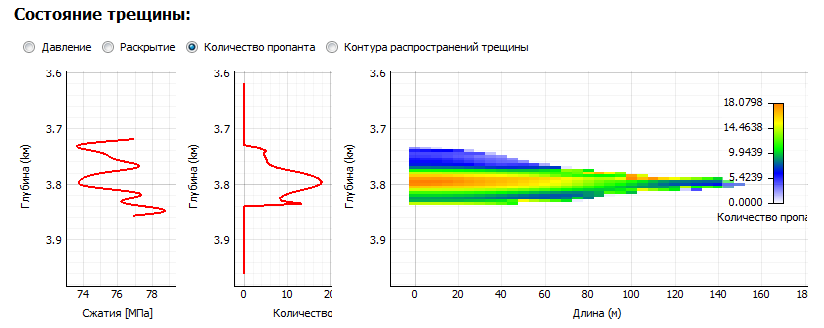 Состояние трещины:
Давление Раскрытие Количество пропанта Контура распространений трещины
3.6 3.6 3.6
18.0798
3.7 3.7 3.7
14.4638
Глубина (км) Глубина (км) Глубина (км)
9.9439
3.8 3.8 3.8
5.4239
0.0000
Количество пропа
3.9 3.9 3.9
74 76 78 0 10 20 0 20 40 60 80 100 120 140 160 18
Сжатия [МПа] Количество Длина (м)